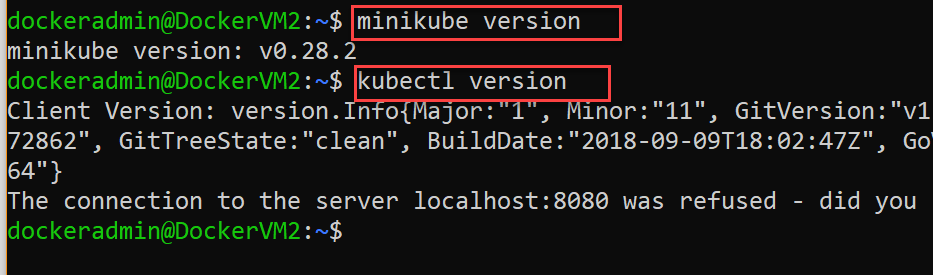 dockeradmin@DockerVM2:~$ minikube version
minikube version: v0.28.2
dockeradmin@DockerVM2:~$ kubectl version
Client Version: version.Info{Major:"1", Minor:"11", GitVersion:"v1
72862", GitTreeState:"clean", BuildDate:"2018-09-09T18:02:47Z", Go
64"}
The connection to the server localhost:8080 was refused - did you
dockeradmin@DockerVM2:~$